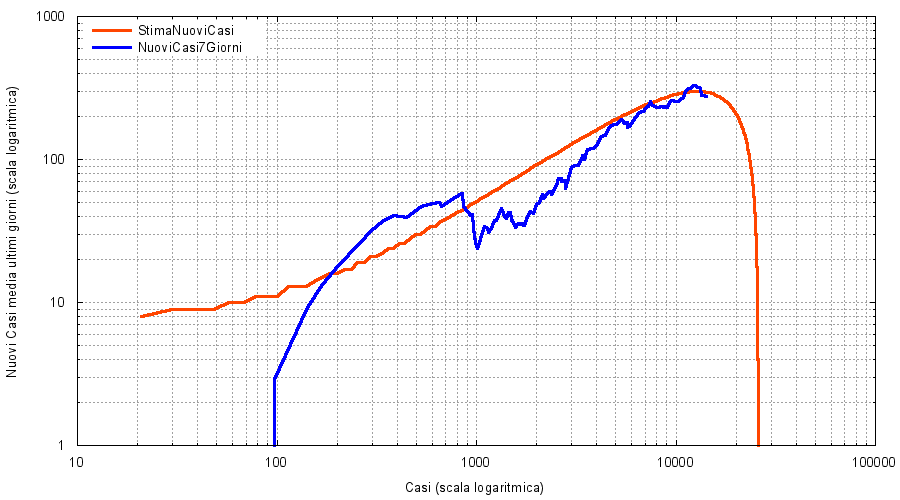 1000
StimaNuoviCasi
NuoviCasi7Giorni
100
10
1
Nuovi Casi media ultimi giorni (scala logaritmica)
10 100 1000 10000 100000
Casi (scala logaritmica)